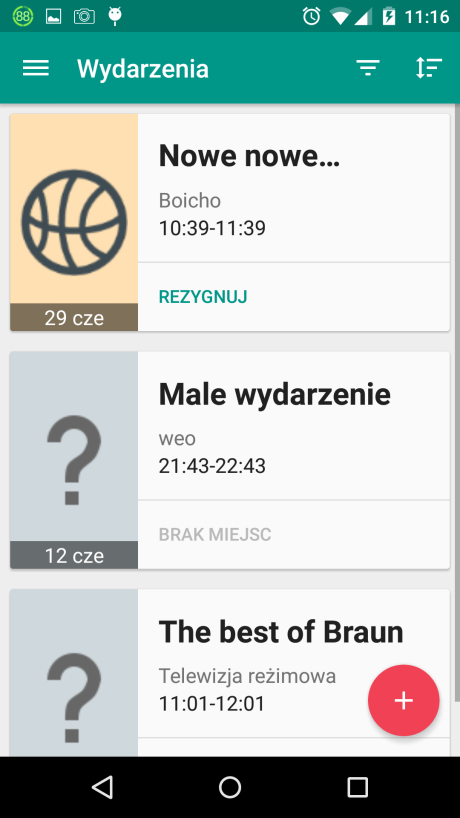 88 11:16
Wydarzenia
Nowe nowe…
Boicho
10:39-11:39
REZYGNUJ
29 cze
Male wydarzenie
weo
21:43-22:43
BRAK MIEJSC
12 cze
The best of Braun
Telewizja reżimowa
11:01-12:01